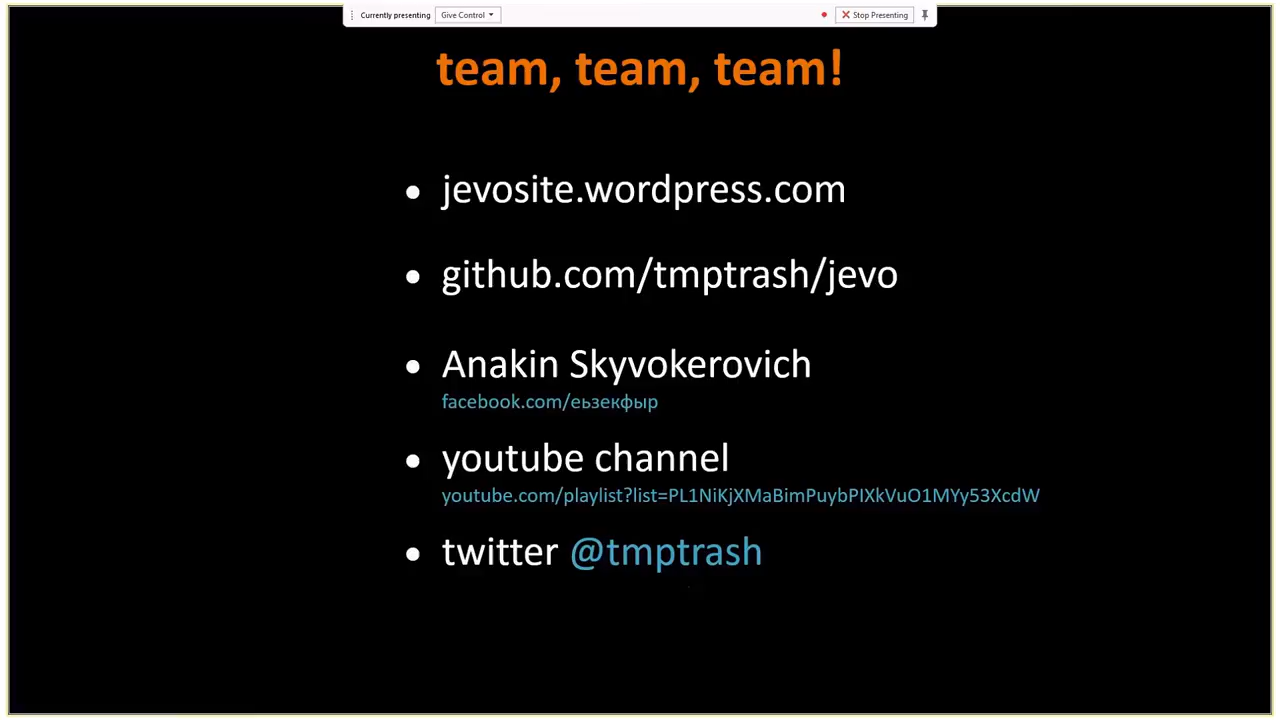 Currently presenting Give Control Stop Presenting
team, team, team!
• jevosite.wordpress.com
• github.com/tmptrash/jevo
• Anakin Skyvokerovich
facebook.com/еьзекфыр
• youtube channel
youtube.com/playlist?list=PL1NiKjXMaBimPuybPIXkVuO1MYy53XcdW
• twitter @tmptrash